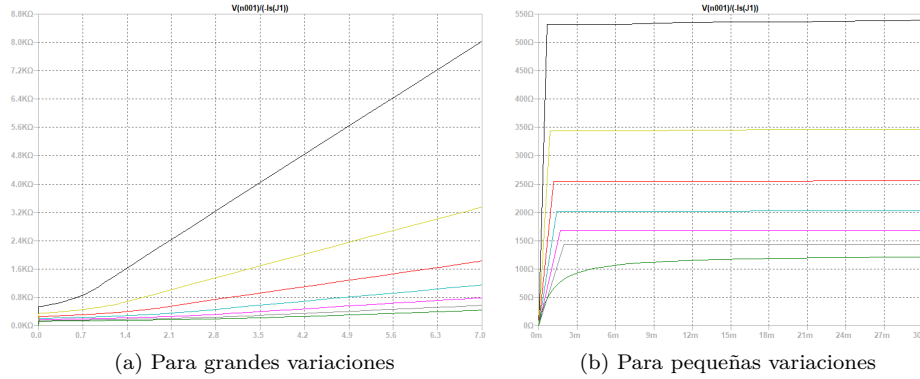 V(n001)/(-Is(J1))
8.8KΩ
8.0KΩ
7.2KΩ
6.4KΩ
5.6KΩ
4.8KΩ
4.0KΩ
3.2KΩ
2.4KΩ
1.6KΩ
0.8KΩ
0.0KΩ
0.0 0.7 1.4 2.1 2.8 3.5 4.2 4.9 5.6 6.3 7.0
(a) Para grandes variaciones
V(n001)/(-Is(J1))
550Ω
500Ω
450Ω
400Ω
350Ω
300Ω
250Ω
200Ω
150Ω
100Ω
50Ω
0Ω
0m 3m 6m 9m 12m 15m 18m 21m 24m 27m 30m
(b) Para pequeñas variaciones